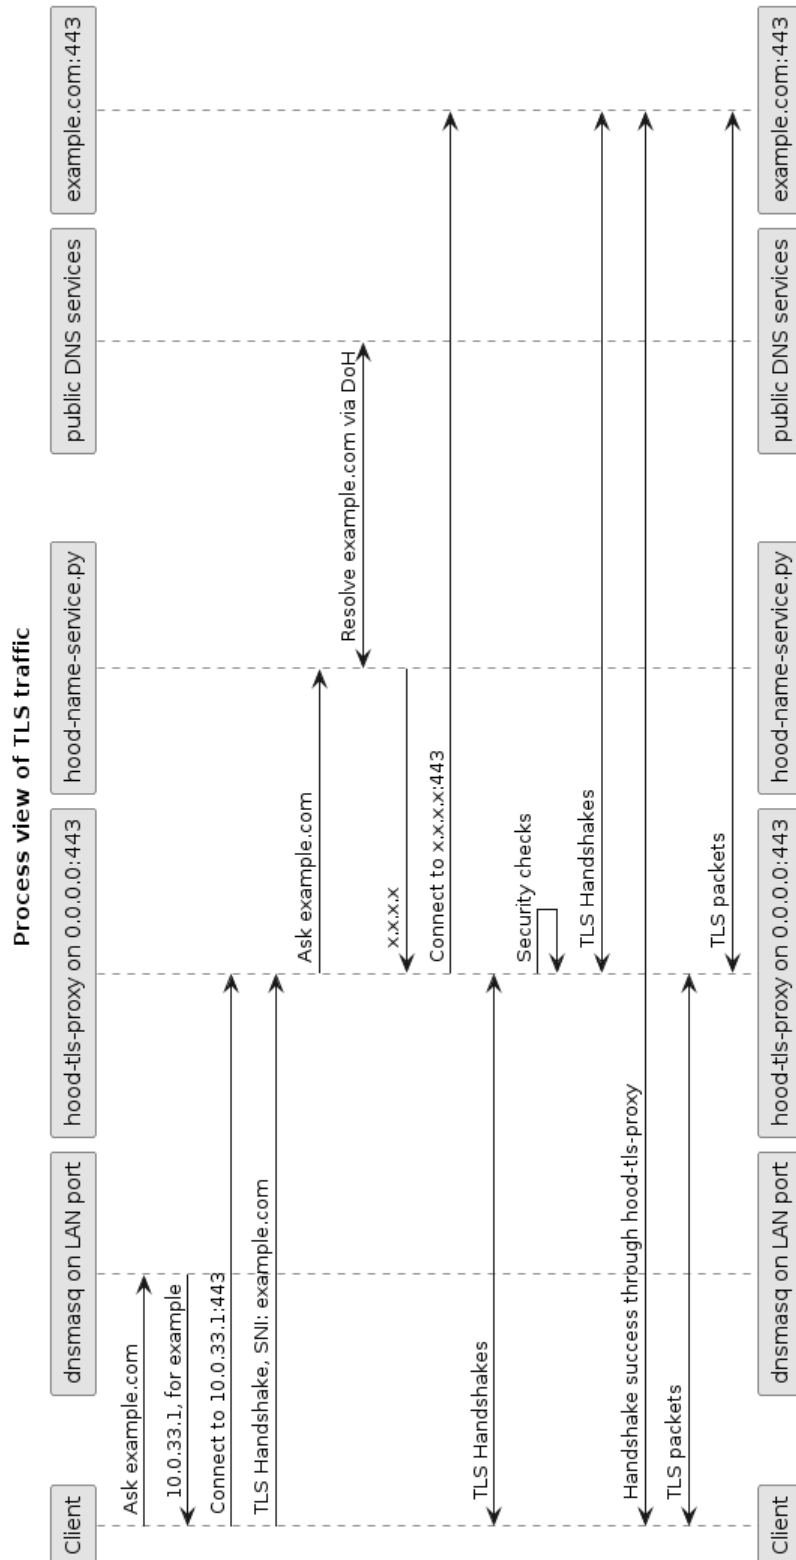 Process view of TLS traffic
Client
dnsmasq on LAN port
hood-tls-proxy on 0.0.0.0:443
hood-name-service.py
public DNS services
example.com:443
Ask example.com
10.0.33.1, for example
Connect to 10.0.33.1:443
TLS Handshake, SNI: example.com
Ask example.com
Resolve example.com via DoH
x.x.x.x
Connect to x.x.x.x:443
TLS Handshakes
Security checks
TLS Handshakes
Handshake success through hood-tls-proxy
TLS packets
TLS packets
Client
dnsmasq on LAN port
hood-tls-proxy on 0.0.0.0:443
hood-name-service.py
public DNS services
example.com:443